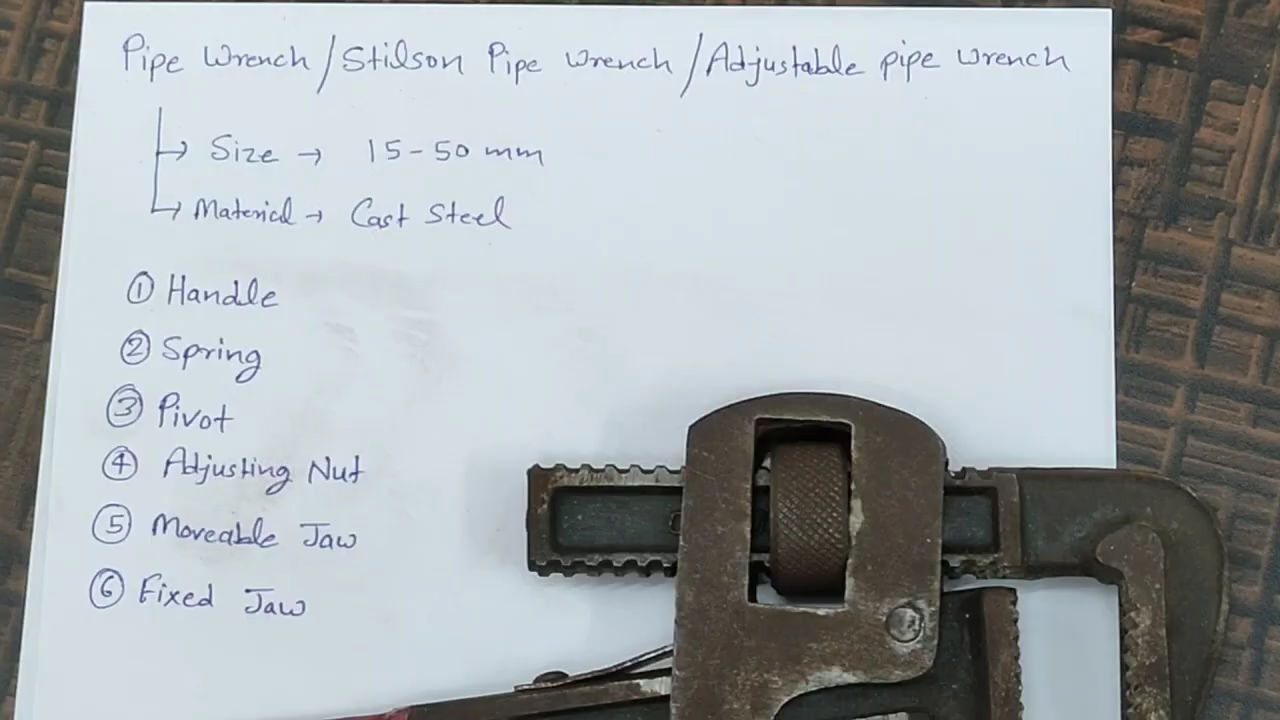 Pipe Wrench / Stilson Pipe Wrench / Adjustable pipe wrench
→ Size → 15-50 mm
→ Material → Cast Steel
① Handle
② Spring
③ Pivot
④ Adjusting Nut
⑤ Moveable Jaw
⑥ Fixed Jaw